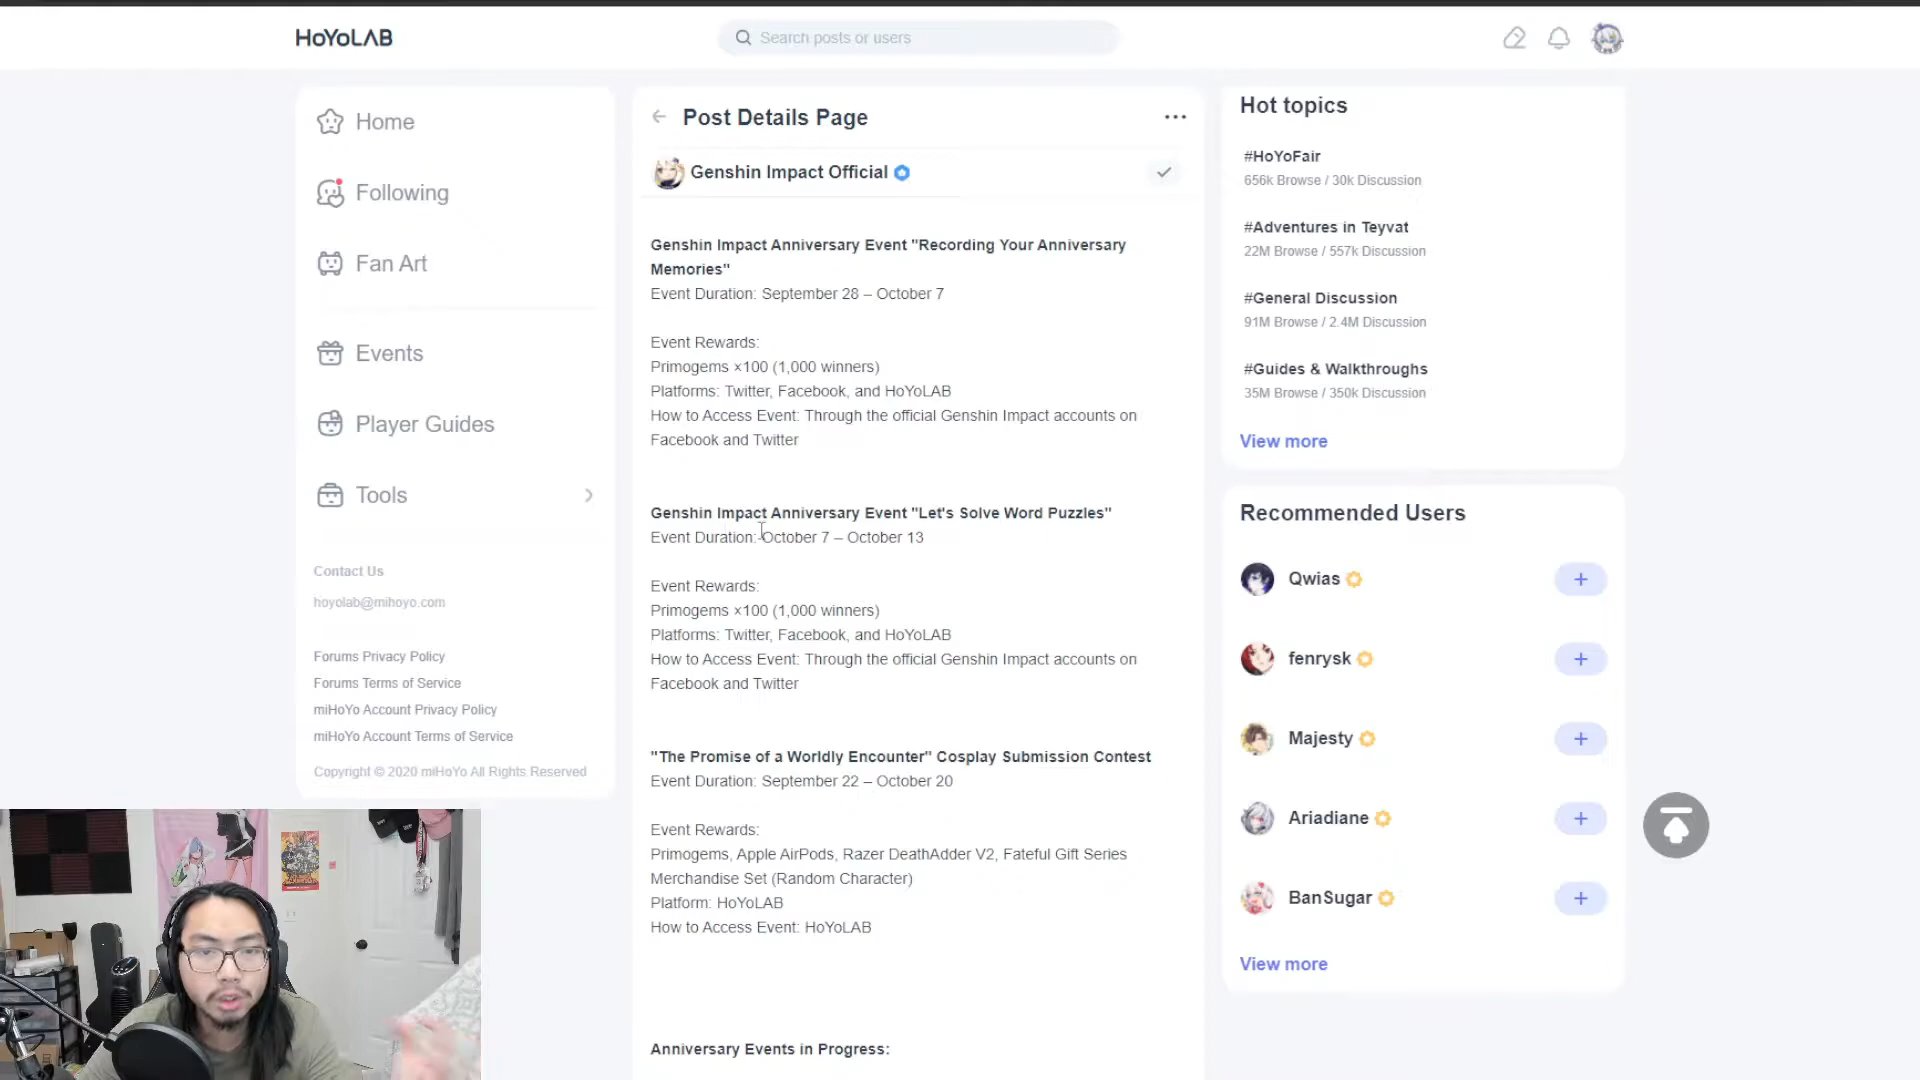 HoYoLAB
Search posts or users
Home
Following
Fan Art
Events
Player Guides
Tools
Contact Us
hoyolab@mihoyo.com
Forums Privacy Policy
Forums Terms of Service
miHoYo Account Privacy Policy
miHoYo Account Terms of Service
Copyright © 2020 miHoYo All Rights Reserved
Post Details Page
Genshin Impact Official
Genshin Impact Anniversary Event "Recording Your Anniversary
Memories"
Event Duration: September 28 – October 7
Event Rewards:
Primogems ×100 (1,000 winners)
Platforms: Twitter, Facebook, and HoYoLAB
How to Access Event: Through the official Genshin Impact accounts on
Facebook and Twitter
Genshin Impact Anniversary Event "Let's Solve Word Puzzles"
Event Duration: October 7 – October 13
Event Rewards:
Primogems ×100 (1,000 winners)
Platforms: Twitter, Facebook, and HoYoLAB
How to Access Event: Through the official Genshin Impact accounts on
Facebook and Twitter
"The Promise of a Worldly Encounter" Cosplay Submission Contest
Event Duration: September 22 – October 20
Event Rewards:
Primogems, Apple AirPods, Razer DeathAdder V2, Fateful Gift Series
Merchandise Set (Random Character)
Platform: HoYoLAB
How to Access Event: HoYoLAB
Anniversary Events in Progress:
Hot topics
#HoYoFair
656k Browse / 30k Discussion
#Adventures in Teyvat
22M Browse / 557k Discussion
#General Discussion
91M Browse / 2.4M Discussion
#Guides & Walkthroughs
35M Browse / 350k Discussion
View more
Recommended Users
Qwias
fenrysk
Majesty
Ariadiane
BanSugar
View more